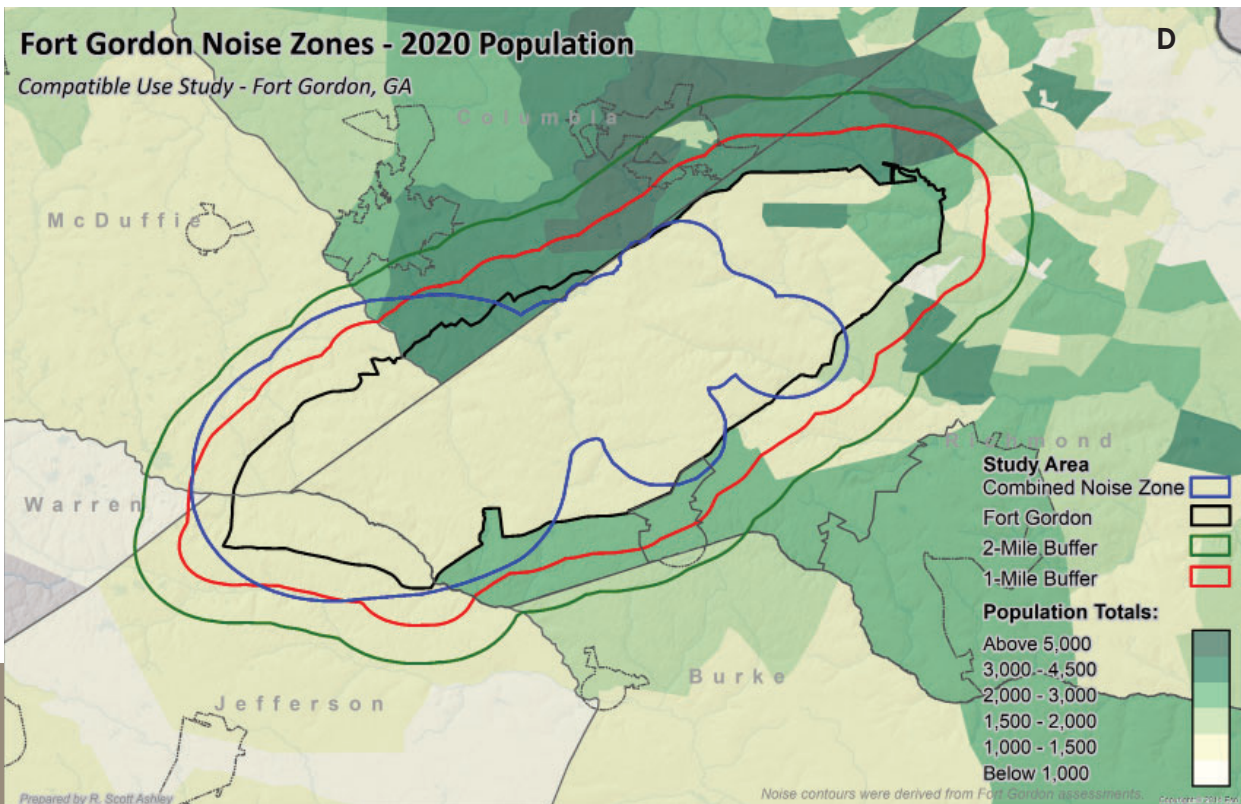 Fort Gordon Noise Zones - 2020 Population
D
Compatible Use Study - Fort Gordon, GA
Columbia
McDuffie
Richmond
Warren
Burke
Jefferson
Study Area
Combined Noise Zone
Fort Gordon
2-Mile Buffer
1-Mile Buffer
Population Totals:
Above 5,000
3,000 - 4,500
2,000 - 3,000
1,500 - 2,000
1,000 - 1,500
Below 1,000
Prepared by R. Scott Ashley
Noise contours were derived from Fort Gordon assessments.